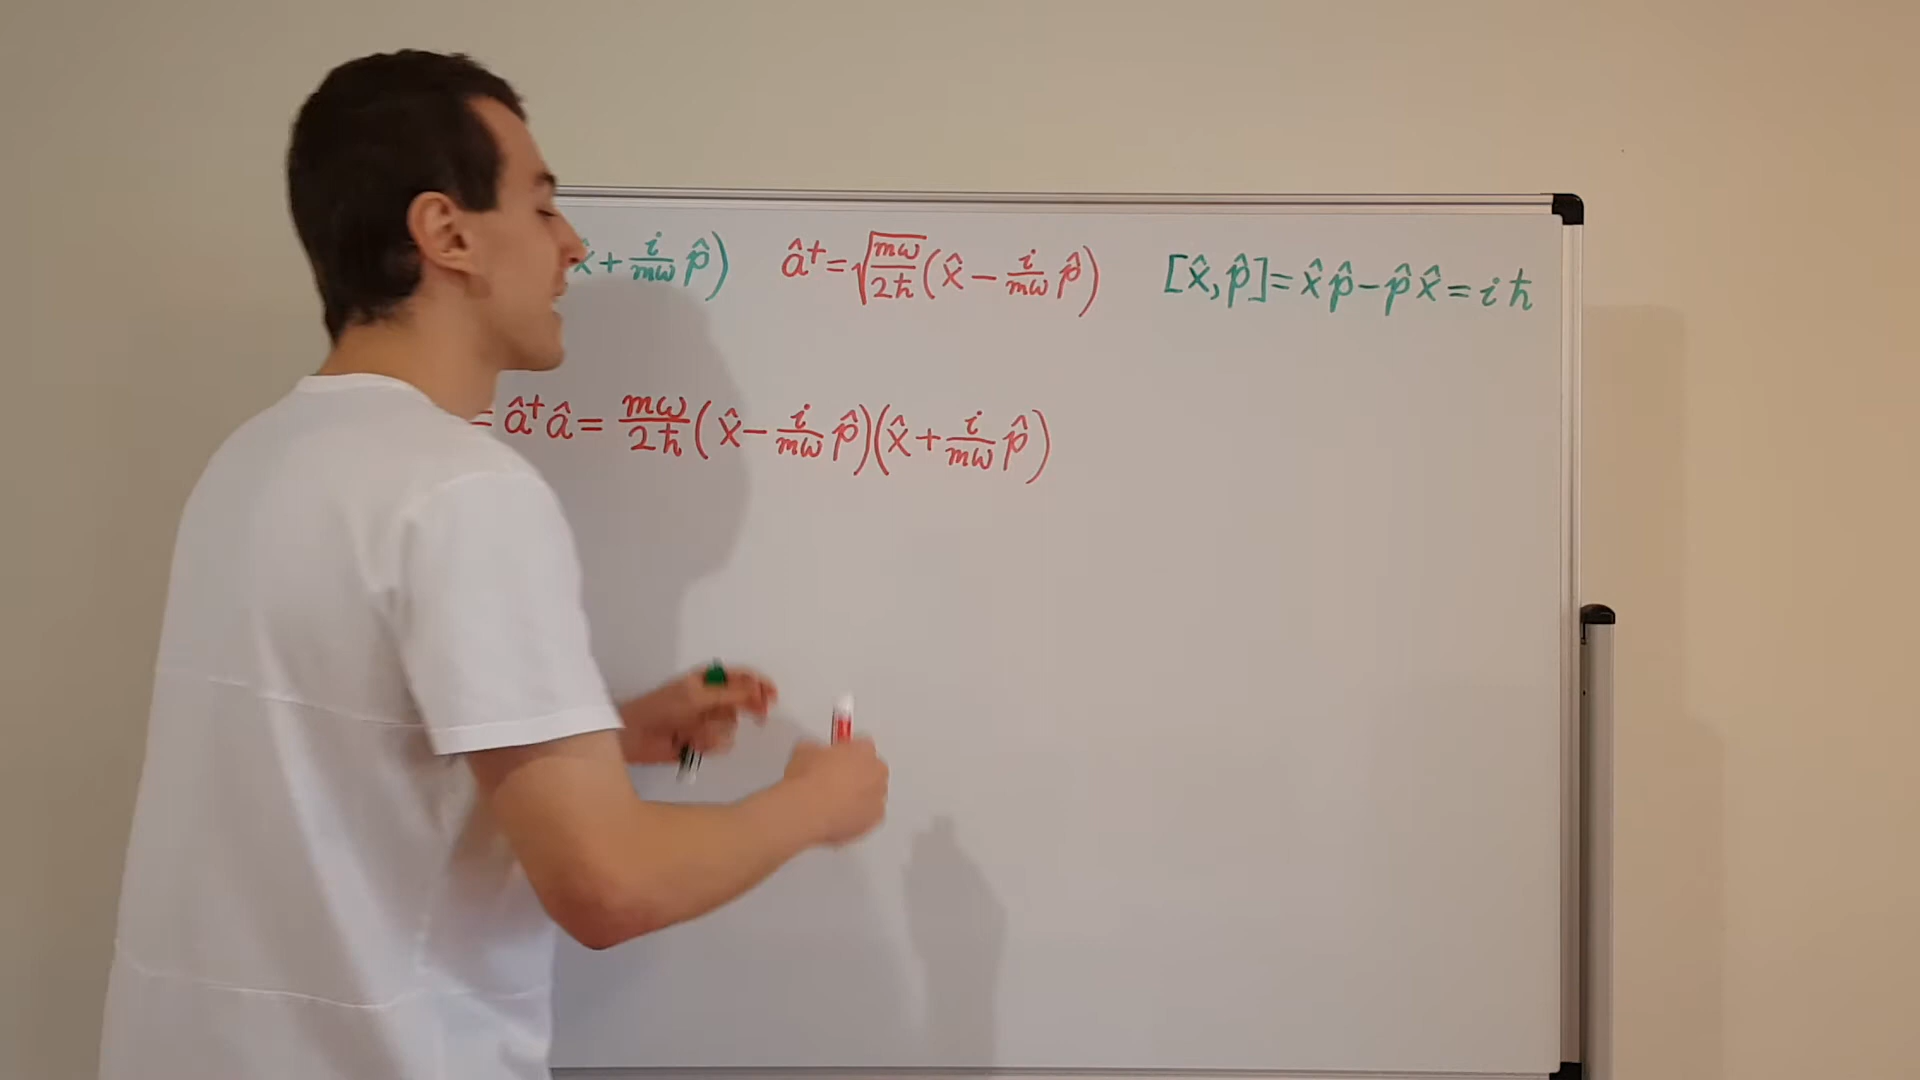 x̂ + i/mω p̂) â† = √(mω/2ħ) (x̂ − i/mω p̂) [x̂, p̂] = x̂p̂ − p̂x̂ = iħ
= â†â = mω/2ħ (x̂ − i/mω p̂)(x̂ + i/mω p̂)